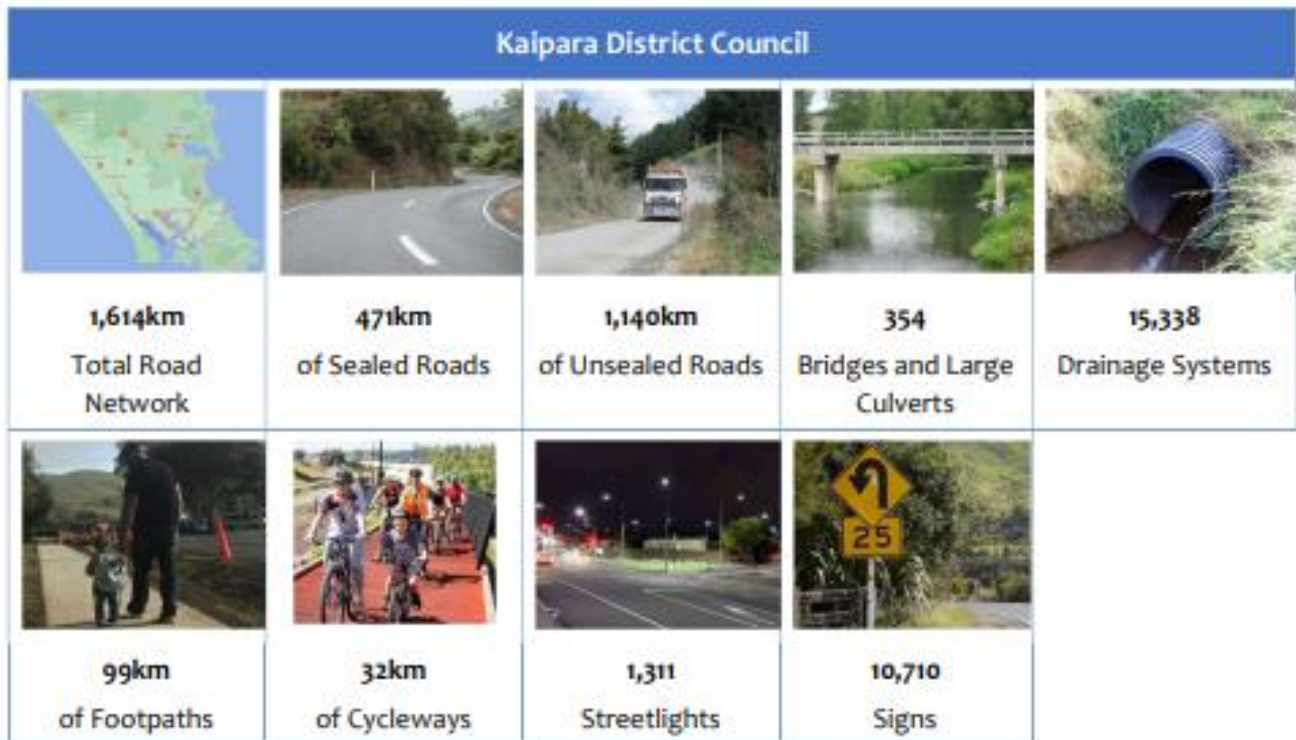 Kaipara District Council
1,614km
Total Road
Network
471km
of Sealed Roads
1,140km
of Unsealed Roads
354
Bridges and Large
Culverts
15,338
Drainage Systems
99km
of Footpaths
32km
of Cycleways
1,311
Streetlights
25
10,710
Signs